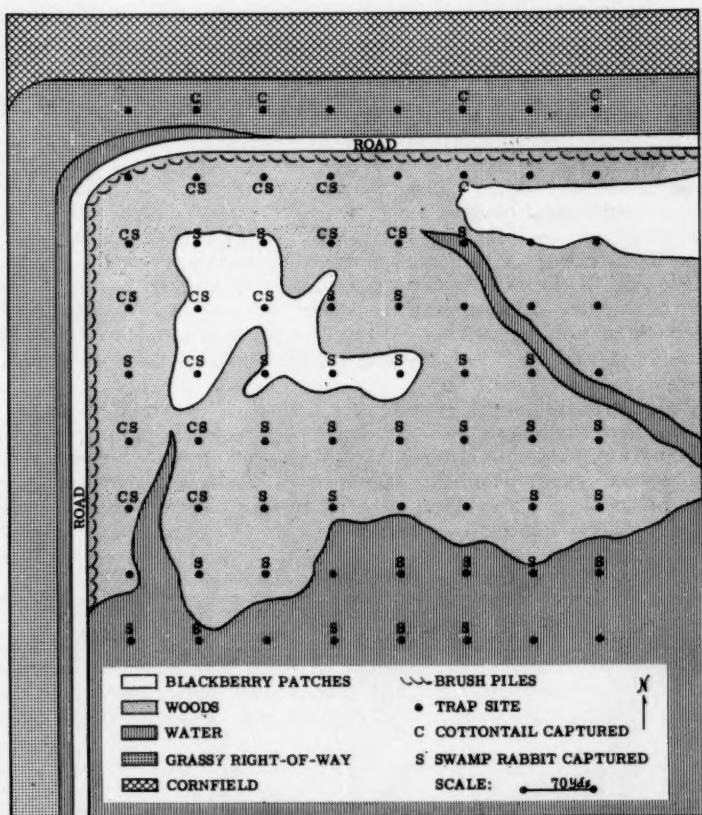 C C C C
ROAD
CS CS CS C
CS S S CS CS S
CS CS CS S S
S CS S S S S S S
CS CS S S S S S S
CS CS S S S S
ROAD
S S S S S S
S S S S S S
BLACKBERRY PATCHES
WOODS
WATER
GRASSY RIGHT-OF-WAY
CORNFIELD
BRUSH PILES
TRAP SITE
C COTTONTAIL CAPTURED
S SWAMP RABBIT CAPTURED
SCALE: 70 yds
N